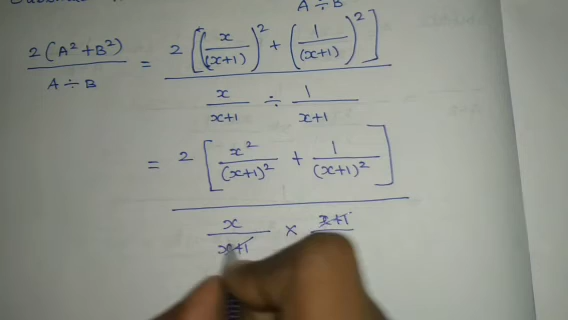 A ÷ B
2(A²+B²) / A÷B = 2[(x/(x+1))² + (1/(x+1))²] / x/x+1 ÷ 1/x+1
= 2[x²/(x+1)² + 1/(x+1)²] / x/x+1 × x+1